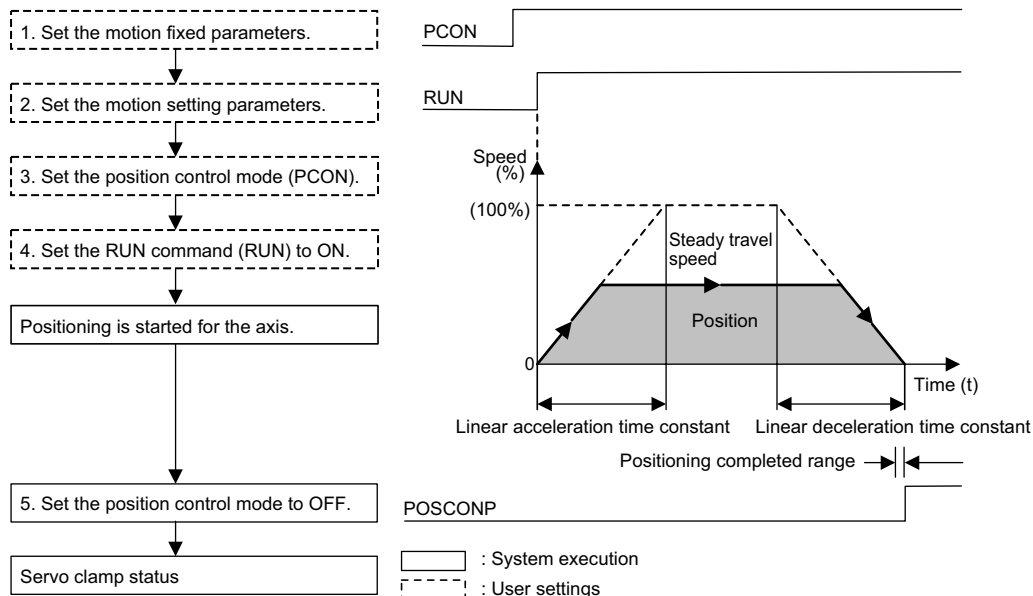 1. Set the motion fixed parameters.
2. Set the motion setting parameters.
3. Set the position control mode (PCON).
4. Set the RUN command (RUN) to ON.
Positioning is started for the axis.
5. Set the position control mode to OFF.
Servo clamp status
PCON
RUN
Speed
(%)
(100%)
Steady travel
speed
Position
0
Time (t)
Linear acceleration time constant
Linear deceleration time constant
Positioning completed range
POSCONP
: System execution
: User settings